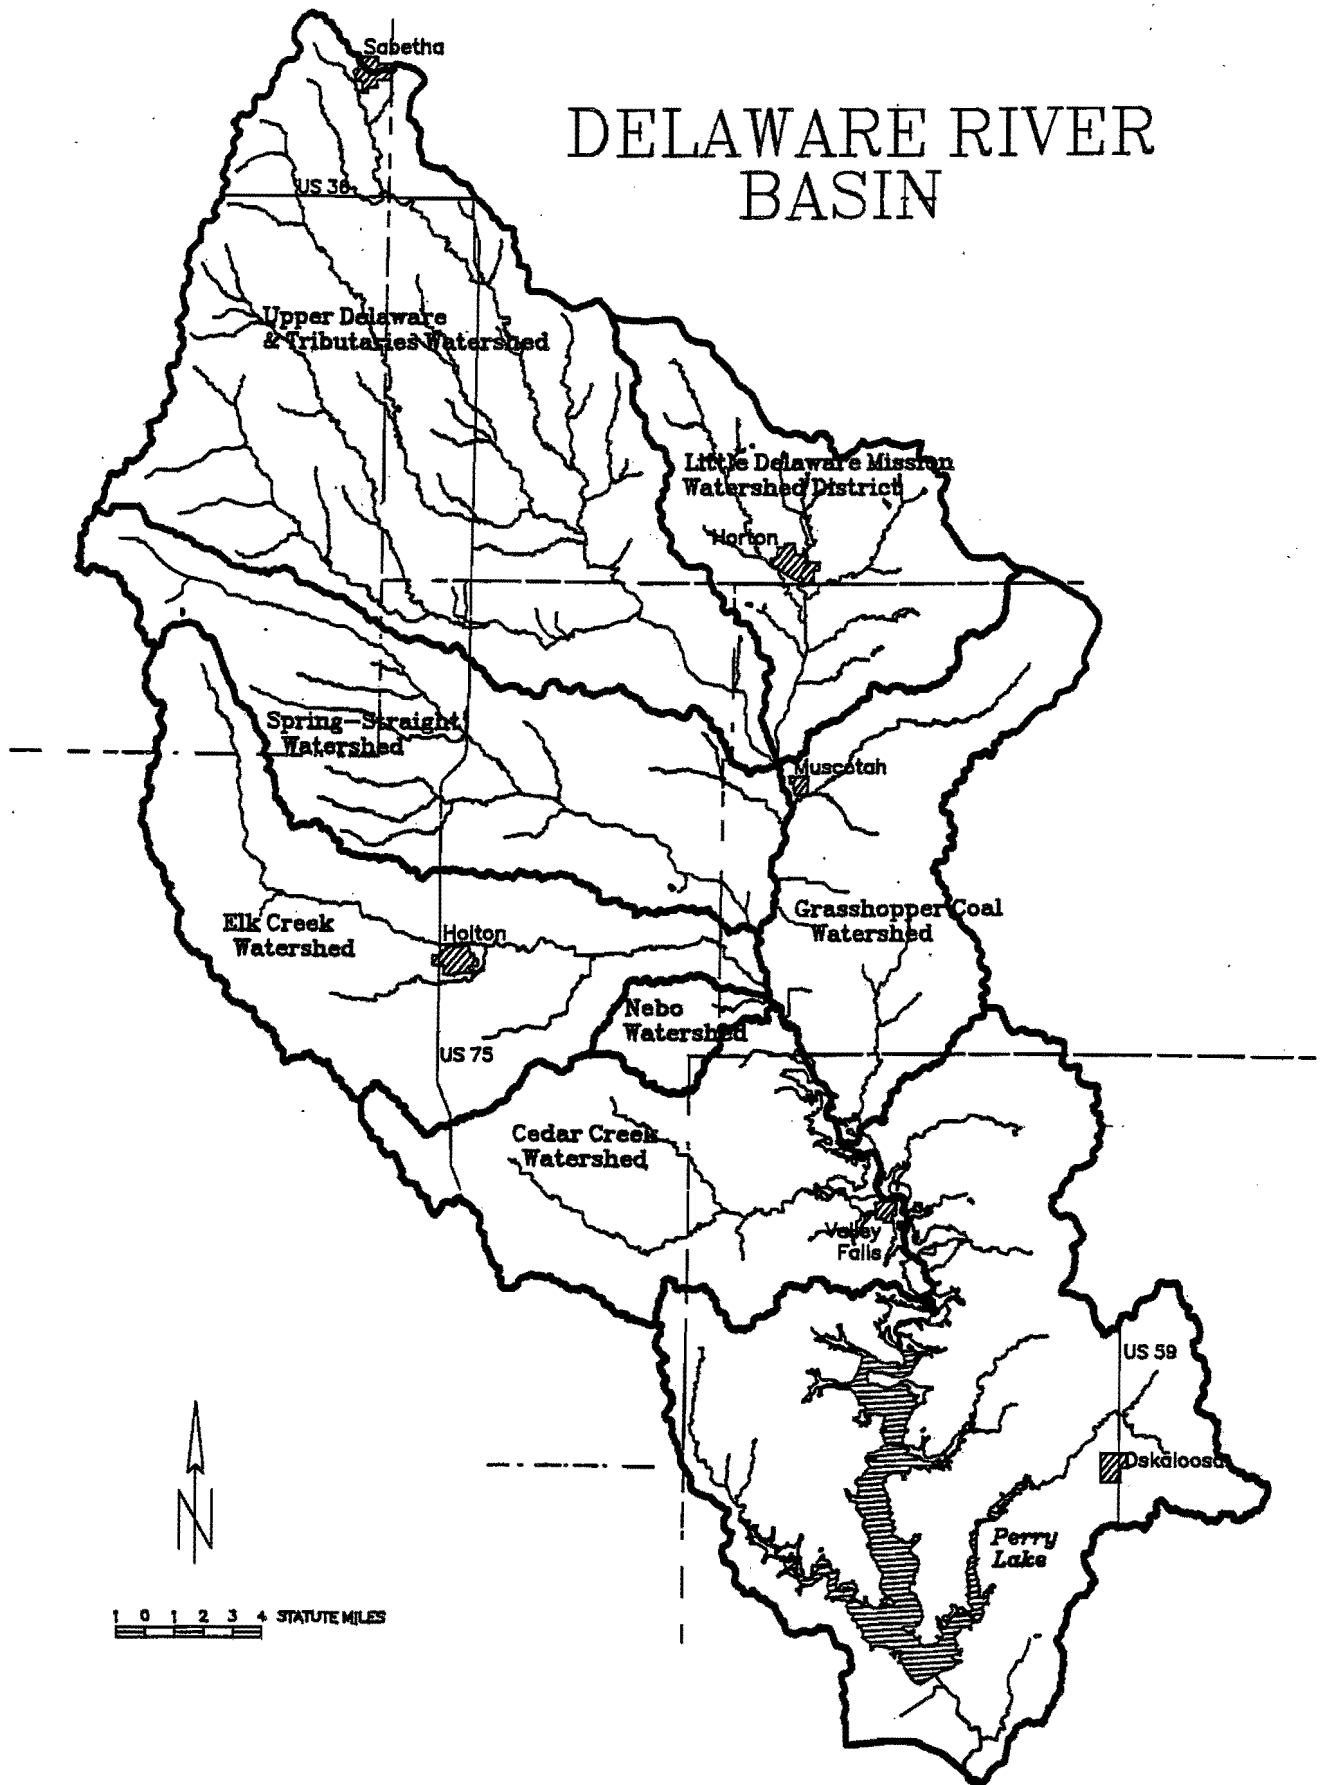 Sabetha
DELAWARE RIVER
BASIN
US 36
Upper Delaware
& Tributaries Watershed
Little Delaware Mission
Watershed District
Horton
Spring-Straight
Watershed
Muscotah
Grasshopper Coal
Watershed
Elk Creek
Watershed
Holton
Nebo
Watershed
US 75
Cedar Creek
Watershed
Valley
Falls
US 59
Oskaloosa
Perry
Lake
N
1 0 1 2 3 4 STATUTE MILES